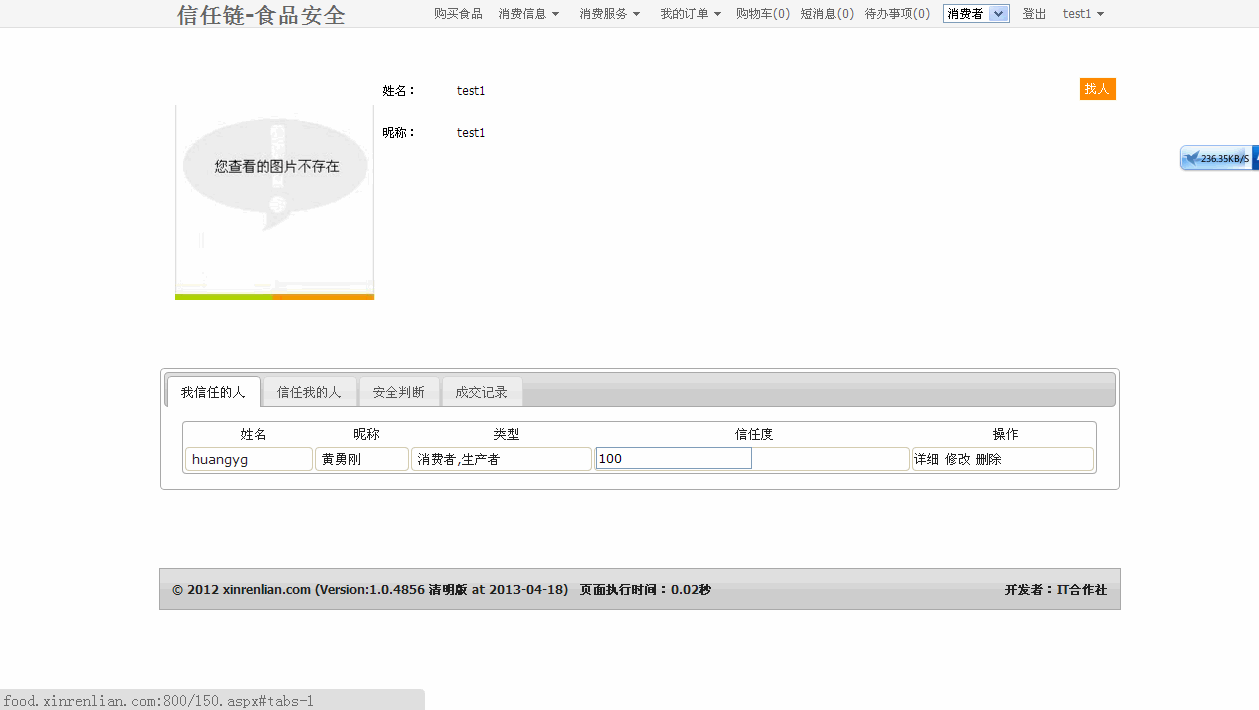 信任链-食品安全 购买食品 消费信息 消费服务 我的订单 购物车(0) 短消息(0) 待办事项(0) 消费者 登出 test1
姓名： test1 找人
昵称： test1
236.35KB/S
您查看的图片不存在
我信任的人 信任我的人 安全判断 成交记录
姓名 昵称 类型 信任度 操作
huangyg 黄勇刚 消费者,生产者 100 详细 修改 删除
© 2012 xinrenlian.com (Version:1.0.4856 清明版 at 2013-04-18) 页面执行时间：0.02秒 开发者：IT合作社
food.xinrenlian.com:800/150.aspx#tabs-1